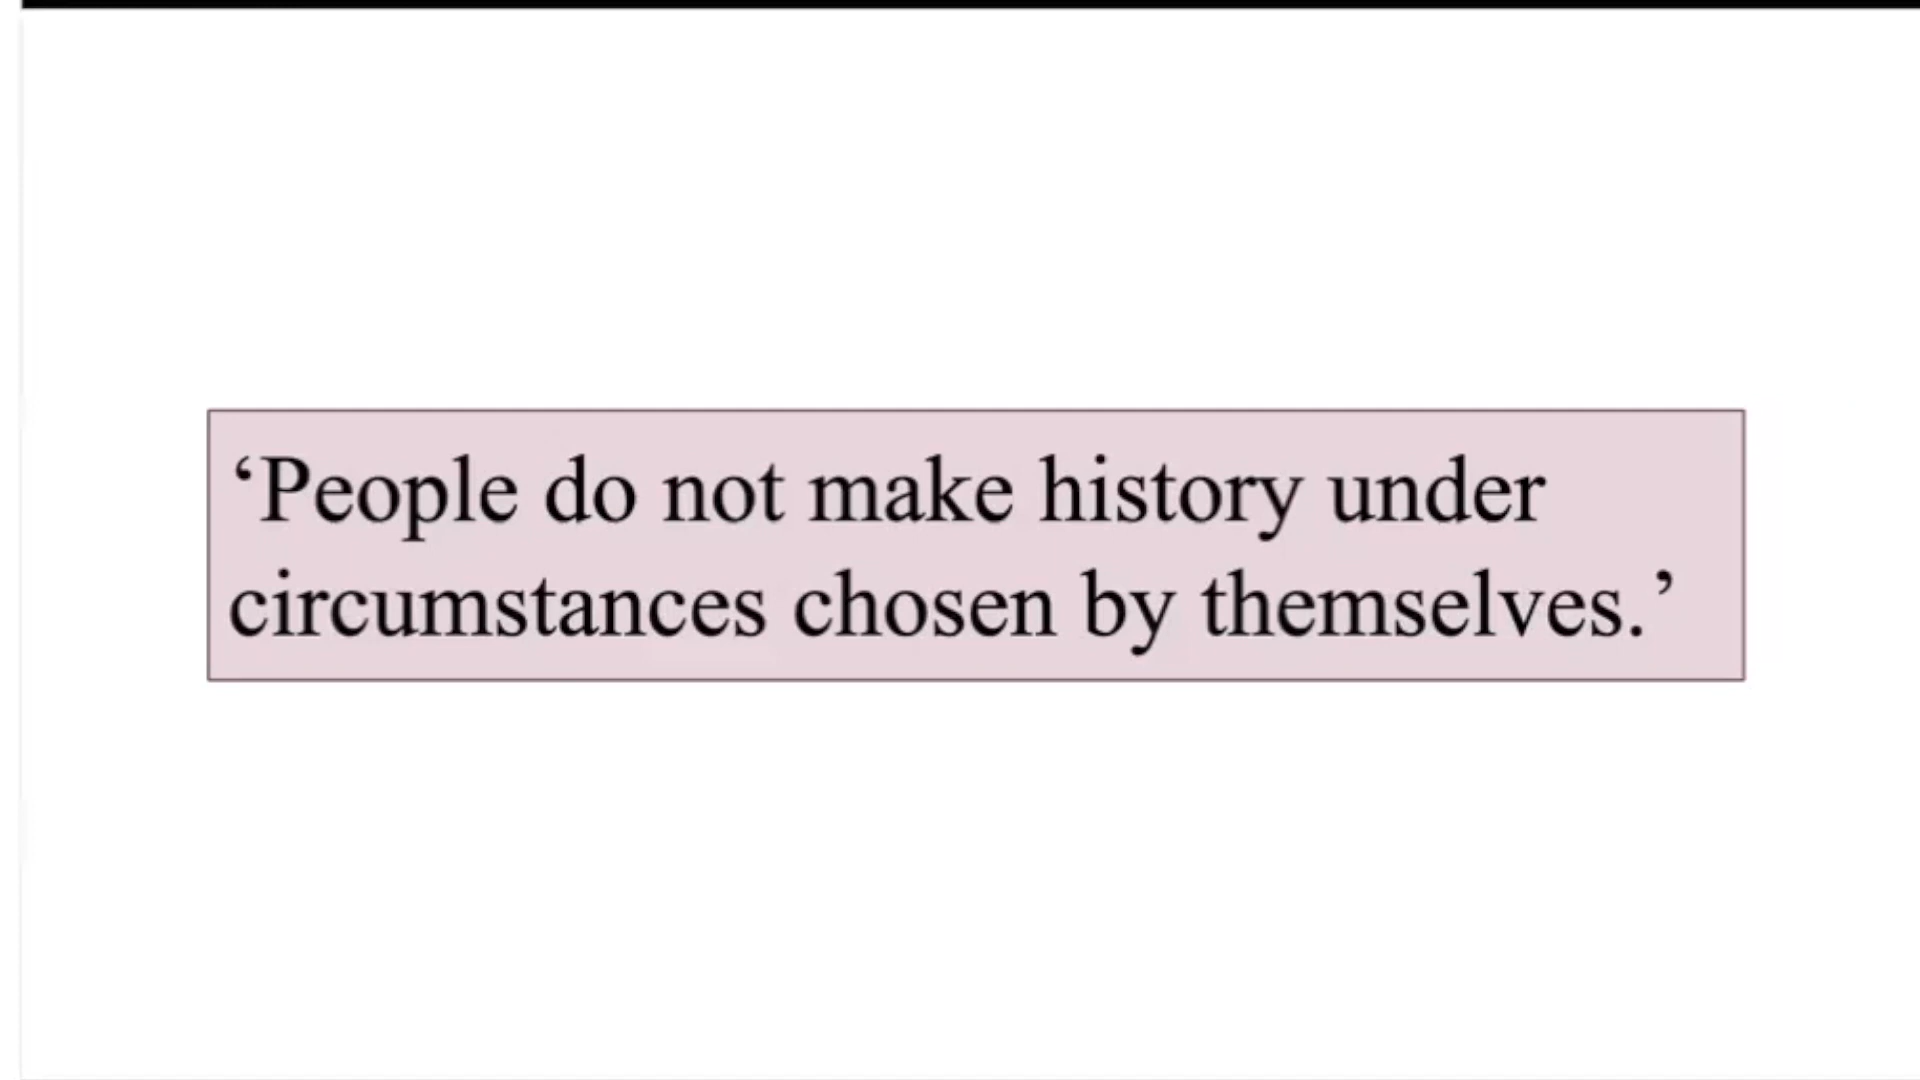 ‘People do not make history under
circumstances chosen by themselves.’